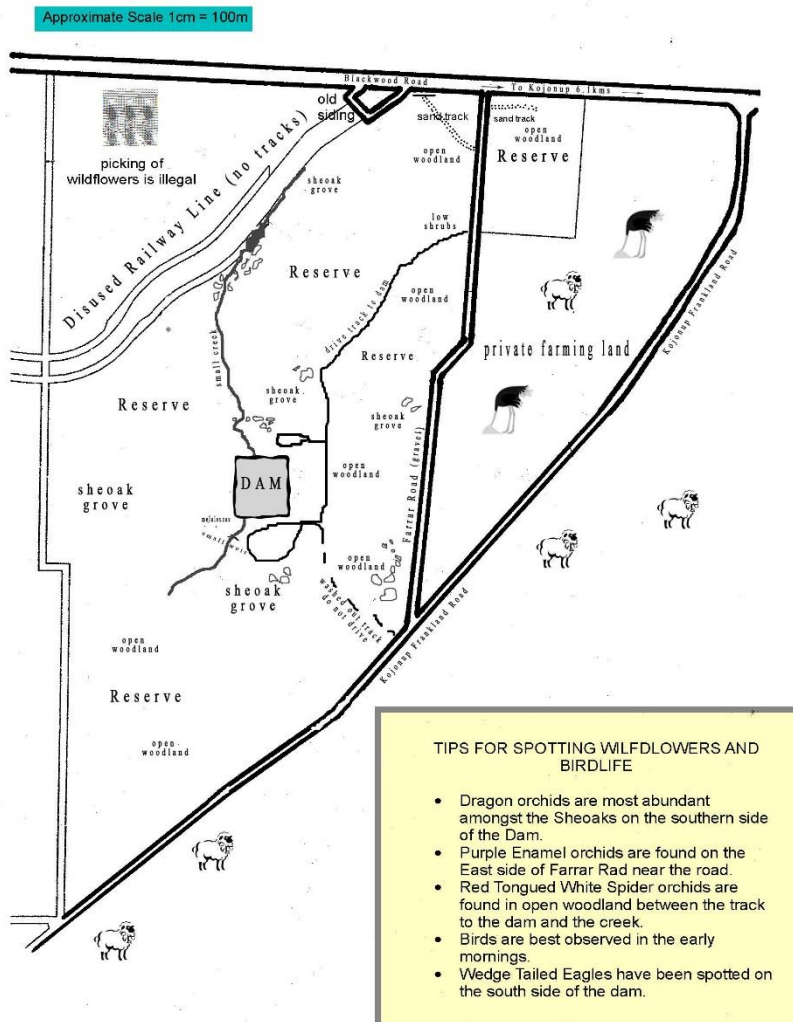 Approximate Scale 1cm = 100m
Blackwood Road
To Kojonup 6.1kms
old
siding
sand track
sand track
open
woodland
Reserve
picking of
wildflowers is illegal
Disused Railway Line (no tracks)
open
woodland
sheoak
grove
low
shrubs
Reserve
open
woodland
drive track to dam
Kojonup Frankland Road
private farming land
small creek
Reserve
sheoak
grove
Reserve
sheoak
grove
Farrar Road (gravel)
open
woodland
DAM
sheoak
grove
small weir
open
woodland
sheoak
grove
washed out track
do not drive
Kojonup Frankland Road
open
woodland
Reserve
open
woodland
TIPS FOR SPOTTING WILFDLOWERS AND
BIRDLIFE
• Dragon orchids are most abundant
amongst the Sheoaks on the southern side
of the Dam.
• Purple Enamel orchids are found on the
East side of Farrar Rad near the road.
• Red Tongued White Spider orchids are
found in open woodland between the track
to the dam and the creek.
• Birds are best observed in the early
mornings.
• Wedge Tailed Eagles have been spotted on
the south side of the dam.